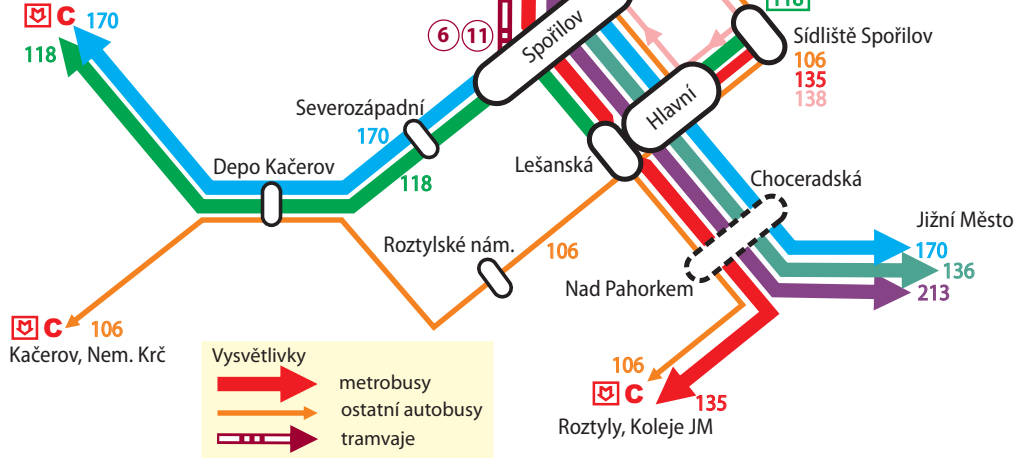 C 170
118
6 11
Spořilov
118
Sídliště Spořilov
106
135
138
Hlavní
Severozápadní
170
118
Lešanská
Depo Kačerov
Choceradská
Jižní Město
170
136
213
Roztylské nám.
106
Nad Pahorkem
C 106
Kačerov, Nem. Krč
Vysvětlivky
metrobusy
ostatní autobusy
tramvaje
106
C 135
Roztyly, Koleje JM